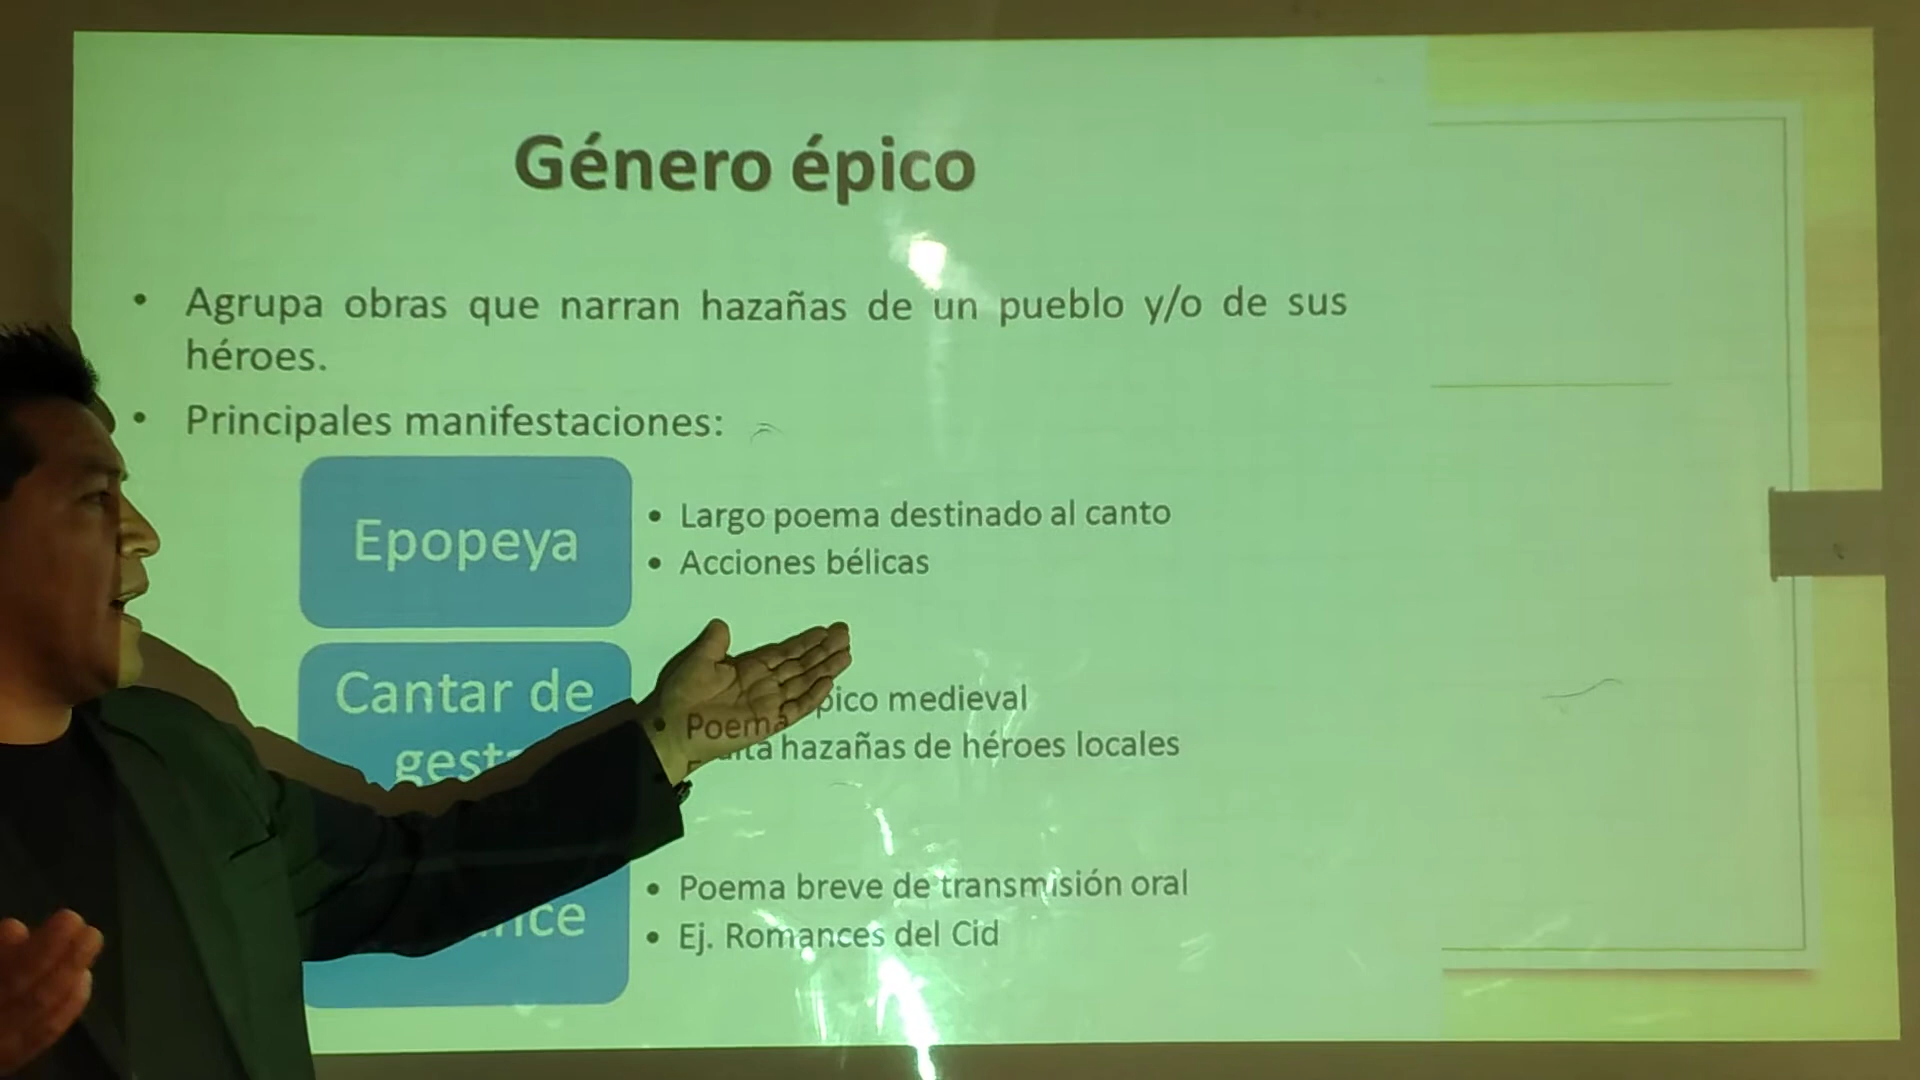 Género épico
• Agrupa obras que narran hazañas de un pueblo y/o de sus
héroes.
• Principales manifestaciones:
Epopeya
• Largo poema destinado al canto
• Acciones bélicas
Cantar de
gesta
• Poema épico medieval
hazañas de héroes locales
• Poema breve de transmisión oral
• Ej. Romances del Cid